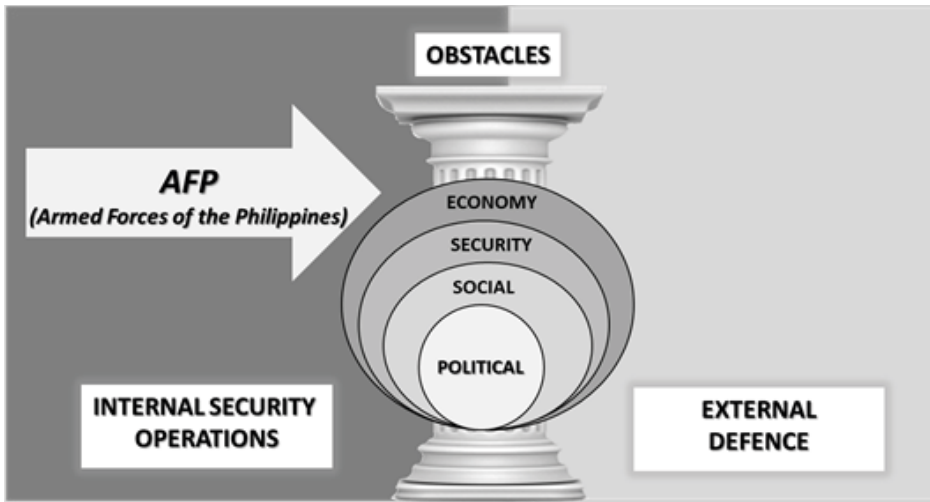 OBSTACLES
AFP
(Armed Forces of the Philippines)
ECONOMY
SECURITY
SOCIAL
POLITICAL
INTERNAL SECURITY
OPERATIONS
EXTERNAL
DEFENCE